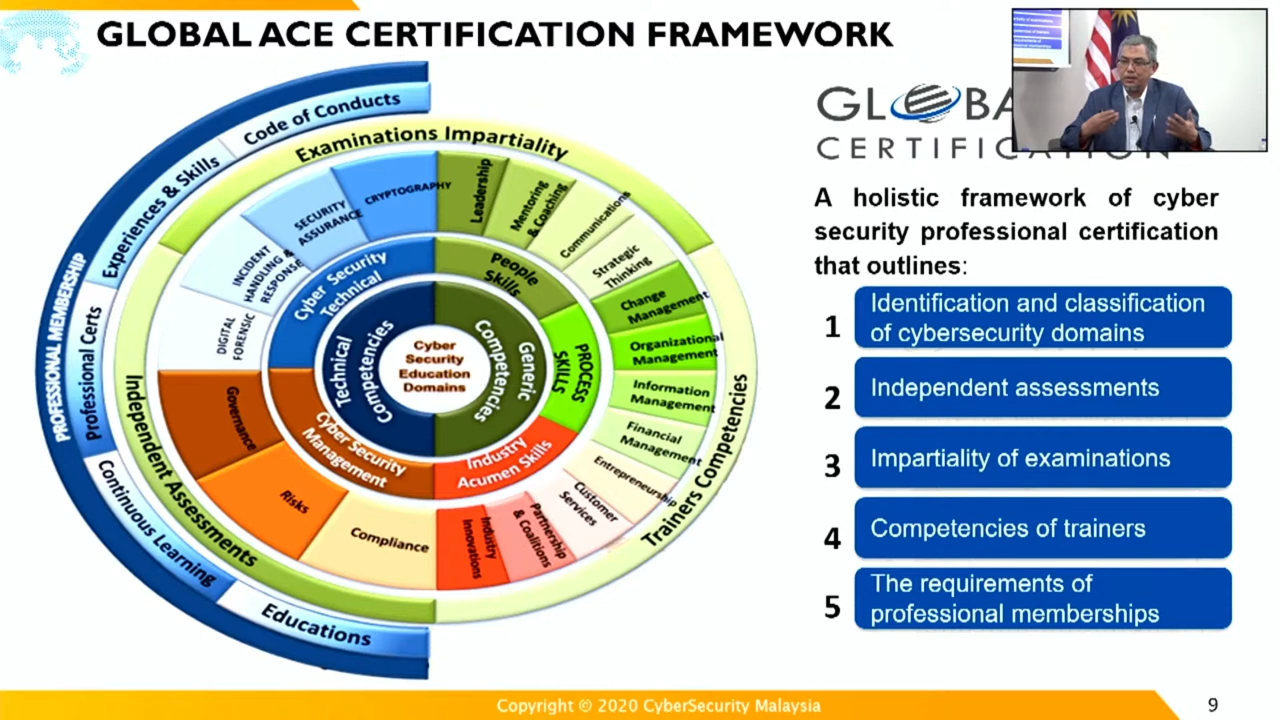 GLOBAL ACE CERTIFICATION FRAMEWORK
PROFESSIONAL MEMBERSHIP
Code of Conducts
Experiences & Skills
Professional Certs
Continuous Learning
Educations
Examinations Impartiality
Independent Assessments
Trainers Competencies
CRYPTOGRAPHY
SECURITY
ASSURANCE
INCIDENT
HANDLING &
RESPONSE
DIGITAL
FORENSIC
Governance
Risks
Compliance
Leadership
Mentoring
& Coaching
Communications
Strategic
Thinking
Change
Management
Organizational
Management
Information
Management
Financial
Management
Entrepreneurship
Customer
Services
Partnership
& Coalitions
Industry
Innovations
Cyber Security
Technical
People
Skills
PROCESS
SKILLS
Industry
Acumen Skills
Cyber Security
Management
Technical
Competencies
Generic
Competencies
Cyber
Security
Education
Domains
GLOBA
CERTIFICATION
A holistic framework of cyber
security professional certification
that outlines:
1
Identification and classification
of cybersecurity domains
2
Independent assessments
3
Impartiality of examinations
4
Competencies of trainers
5
The requirements of
professional memberships
Copyright © 2020 CyberSecurity Malaysia
9